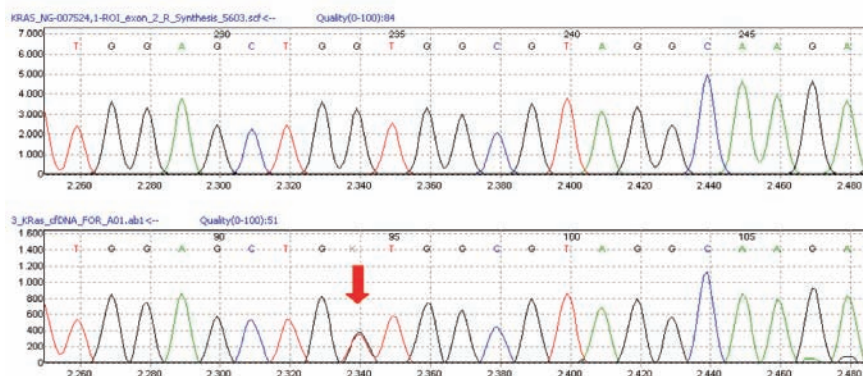 KRAS_NG-007524,1-ROI_exon_2_R_Synthesis_5603.scf<-- Quality(0-100):84
7.000 230 235 240 245
T G G A G C T G G T G G C G T A G G C A A G A
6.000
5.000
4.000
3.000
2.000
1.000
0.000
2.260 2.280 2.300 2.320 2.340 2.360 2.380 2.400 2.420 2.440 2.460 2.480
3_KRas_cfDNA_FOR_A01.ab1<-- Quality(0-100):51
1.600 90 95 100 105
1.400 T G G A G C T G K T G G C G T A G G C A A G A
1.200
1.000
800
600
400
200
0
2.260 2.280 2.300 2.320 2.340 2.360 2.380 2.400 2.420 2.440 2.460 2.480